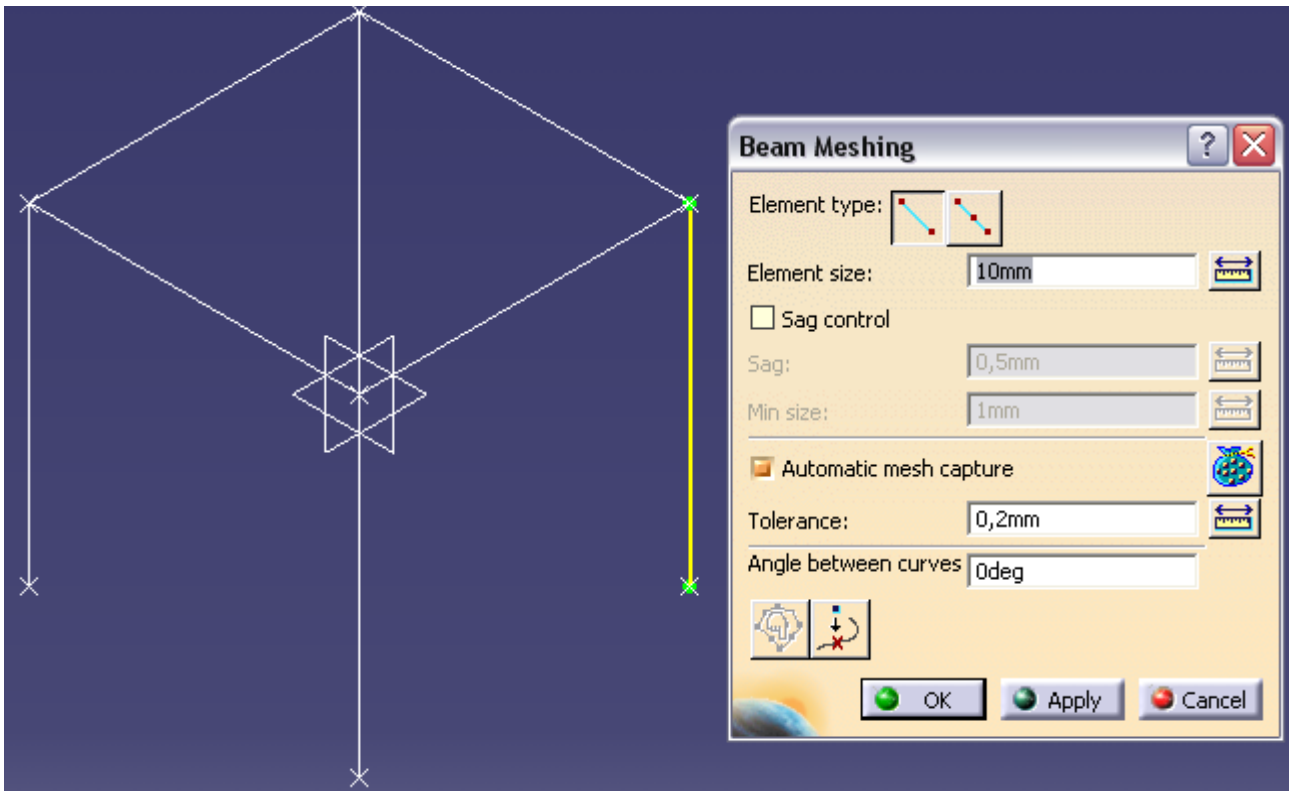 Beam Meshing
?
Element type:
Element size: 10mm
Sag control
Sag: 0,5mm
Min size: 1mm
Automatic mesh capture
Tolerance: 0,2mm
Angle between curves 0deg
OK Apply Cancel